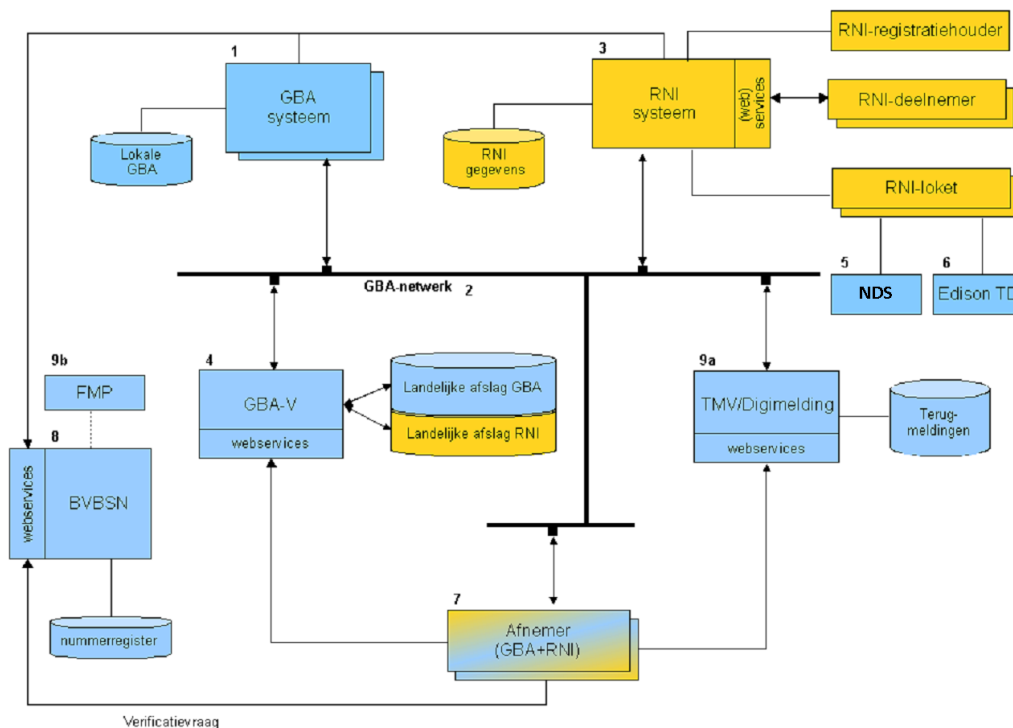 RNI-registratiehouder
1
3
GBA
systeem
RNI
systeem
(web)
services
RNI-deelnemer
Lokale
GBA
RNI
gegevens
RNI-loket
GBA-netwerk 2
5
NDS
6
Edison TD
9b
FMP
4
GBA-V
webservices
Landelijke afslag GBA
Landelijke afslag RNI
9a
TMV/Digimelding
webservices
Terug-
meldingen
8
webservices
BVBSN
nummerregister
7
Afnemer
(GBA+RNI)
Verificatievraag